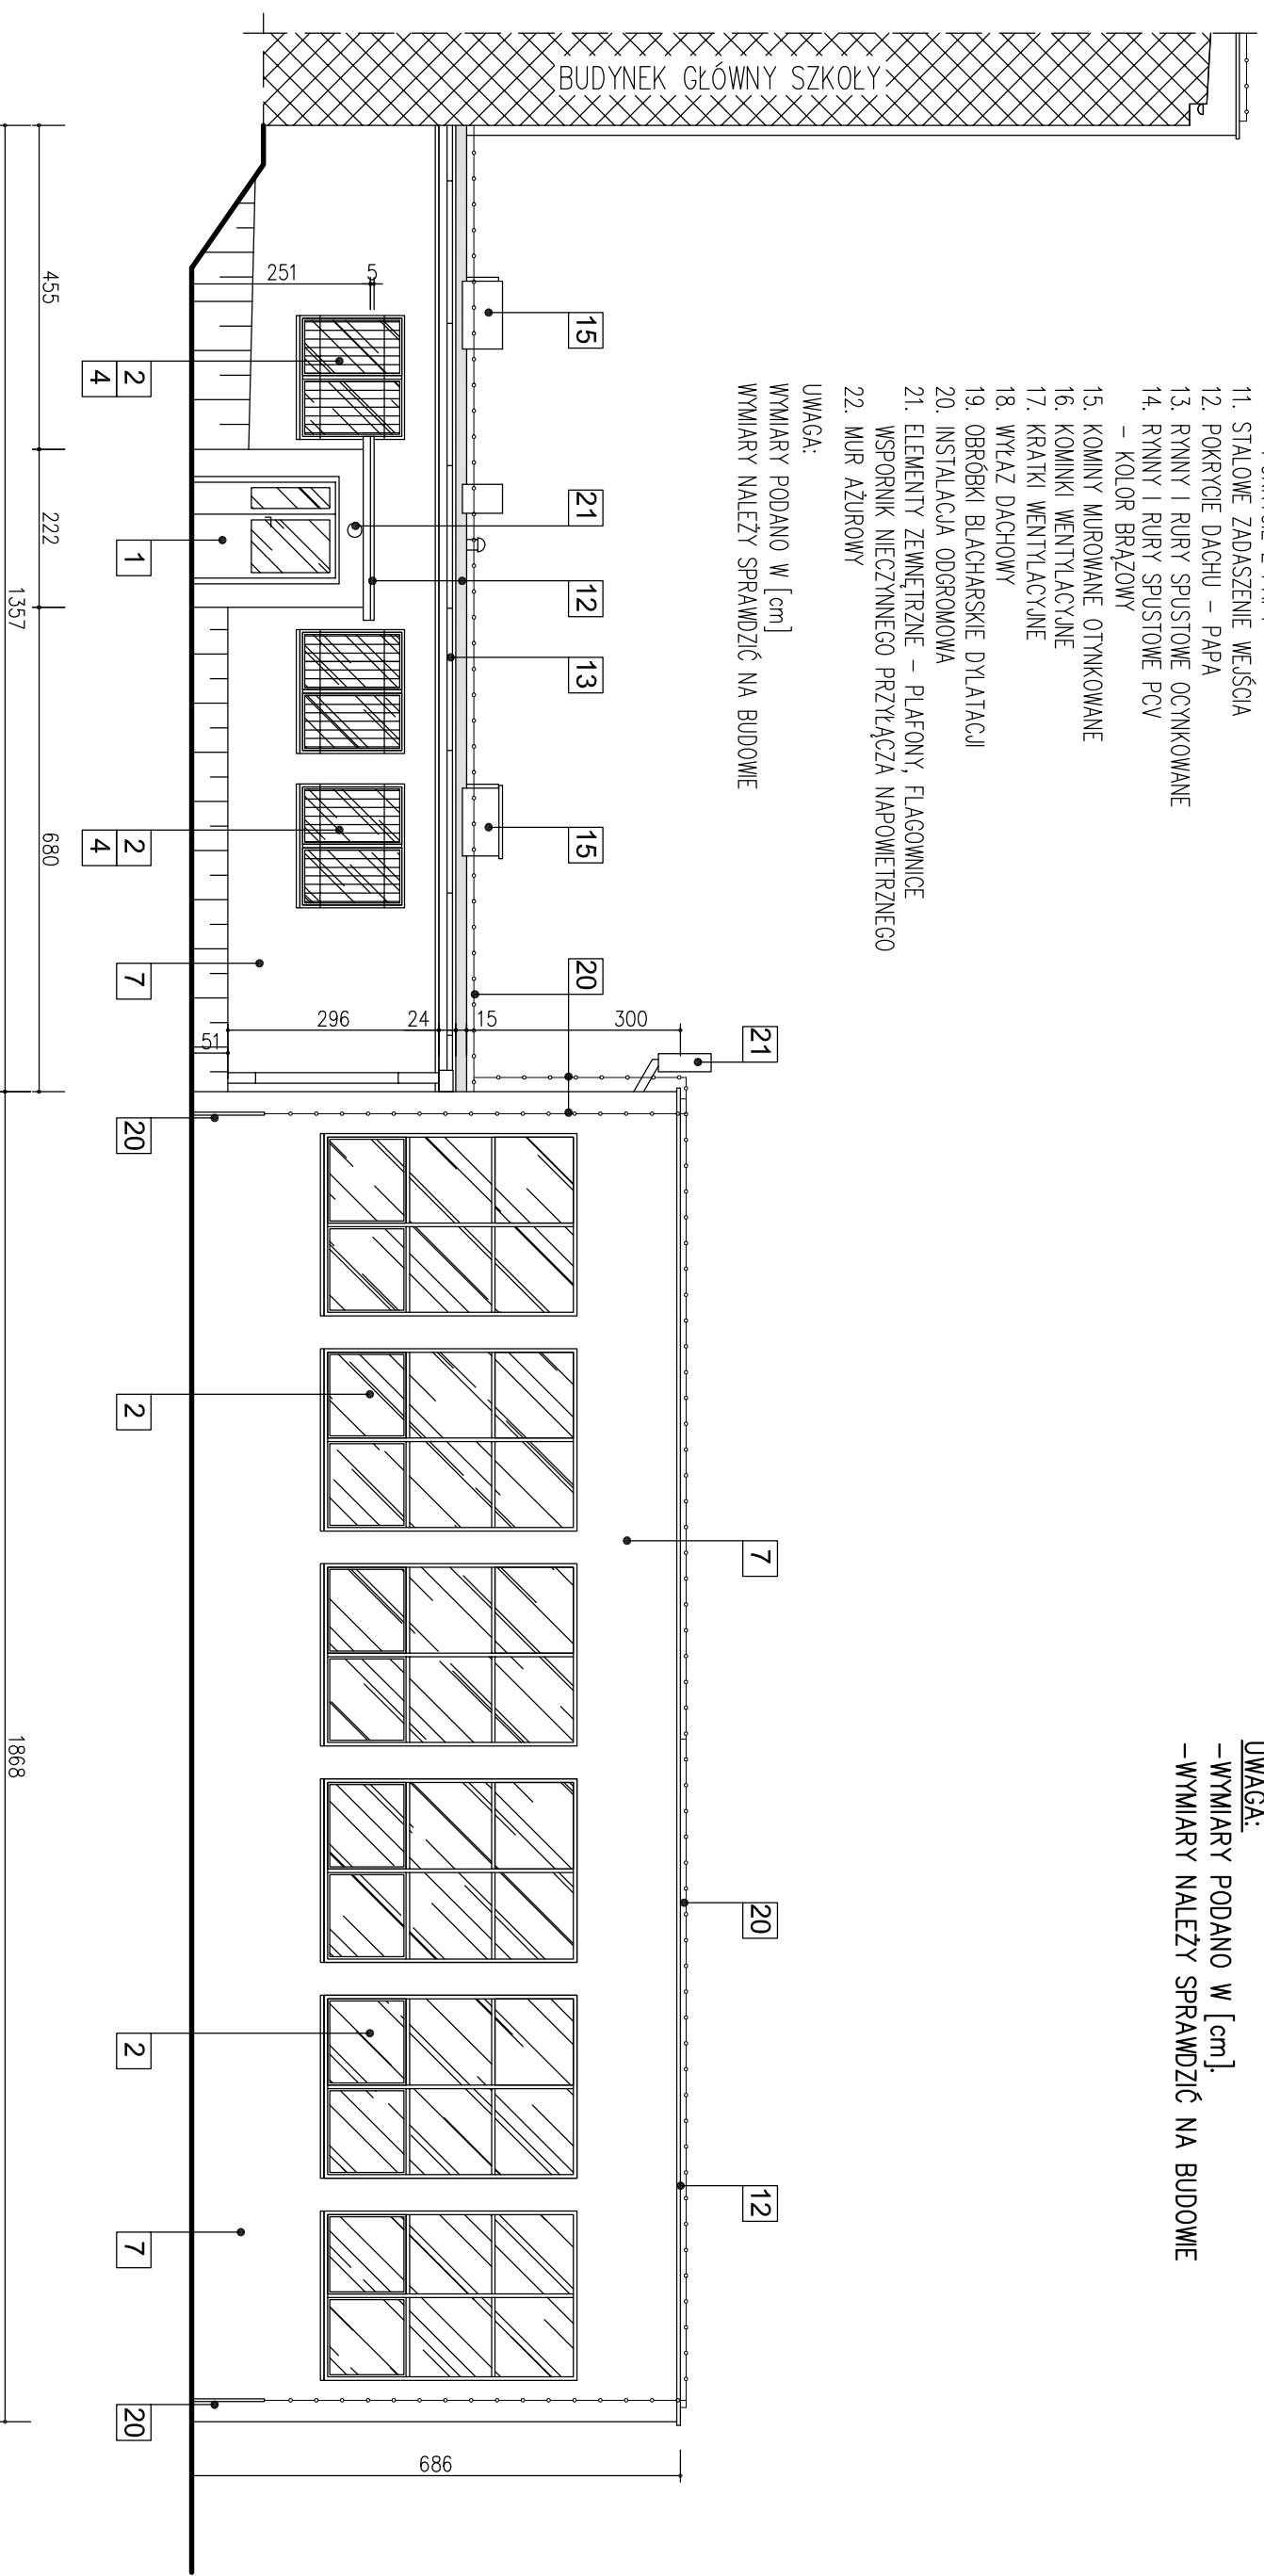 11. STALOWE ZADASZENIE WEJŚCIA
12. POKRYCIE DACHU – PAPA
13. RYNNY I RURY SPUSTOWE OCYNKOWANE
14. RYNNY I RURY SPUSTOWE PCV
– KOLOR BRĄZOWY
15. KOMINY MUROWANE OTYNKOWANE
16. KOMINKI WENTYLACYJNE
17. KRATKI WENTYLACYJNE
18. WYŁAZ DACHOWY
19. OBRÓBKI BLACHARSKIE DYLATACJI
20. INSTALACJA ODGROMOWA
21. ELEMENTY ZEWNĘTRZNE – PLAFONY, FLAGOWNICE
WSPORNIK NIECZYNNEGO PRZYŁĄCZA NAPOWIETRZNEGO
22. MUR AŻUROWY
UWAGA:
WYMIARY PODANO W [cm]
WYMIARY NALEŻY SPRAWDZIĆ NA BUDOWIE
UWAGA:
–WYMIARY PODANO W [cm].
–WYMIARY NALEŻY SPRAWDZIĆ NA BUDOWIE
BUDYNEK GŁÓWNY SZKOŁY
21
7
20
12
15
21
12
13
15
20
300
15
24
296
51
5
251
686
2
4
1
2
4
7
20
2
2
7
20
455
222
680
1357
1868